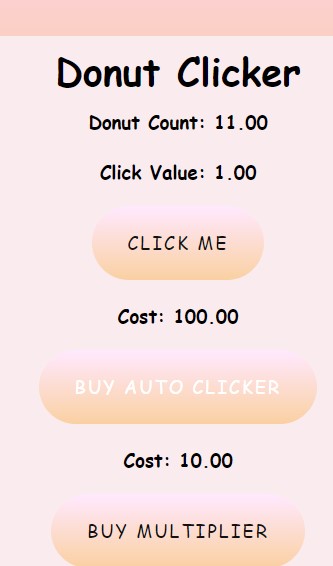 Donut Clicker
Donut Count: 11.00
Click Value: 1.00
CLICK ME
Cost: 100.00
BUY AUTO CLICKER
Cost: 10.00
BUY MULTIPLIER